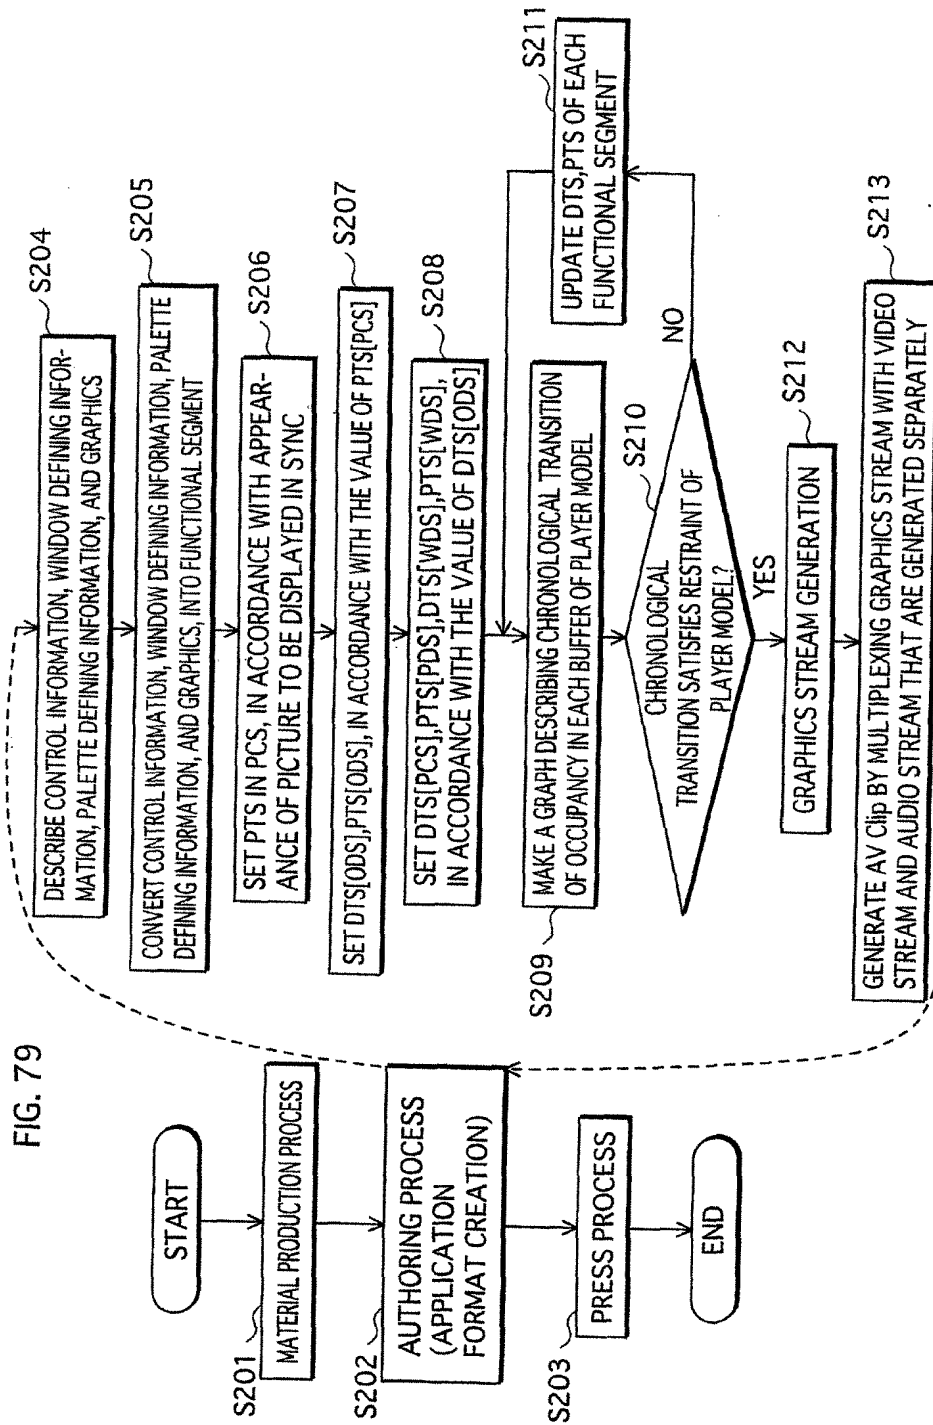 FIG. 79
START
S201
MATERIAL PRODUCTION PROCESS
S202
AUTHORING PROCESS
(APPLICATION
FORMAT CREATION)
S203
PRESS PROCESS
END
S204
DESCRIBE CONTROL INFORMATION, WINDOW DEFINING INFOR-
MATION, PALETTE DEFINING INFORMATION, AND GRAPHICS
S205
CONVERT CONTROL INFORMATION, WINDOW DEFINING INFORMATION, PALETTE
DEFINING INFORMATION, AND GRAPHICS, INTO FUNCTIONAL SEGMENT
S206
SET PTS IN PCS, IN ACCORDANCE WITH APPEAR-
ANCE OF PICTURE TO BE DISPLAYED IN SYNC
S207
SET DTS[ODS],PTS[ODS], IN ACCORDANCE WITH THE VALUE OF PTS[PCS]
S208
SET DTS[PCS],PTS[PDS],DTS[WDS],PTS[WDS],
IN ACCORDANCE WITH THE VALUE OF DTS[ODS]
S209
MAKE A GRAPH DESCRIBING CHRONOLOGICAL TRANSITION
OF OCCUPANCY IN EACH BUFFER OF PLAYER MODEL
S210
CHRONOLOGICAL
TRANSITION SATISFIES RESTRAINT OF
PLAYER MODEL?
NO
YES
S211
UPDATE DTS,PTS OF EACH
FUNCTIONAL SEGMENT
S212
GRAPHICS STREAM GENERATION
S213
GENERATE AV Clip BY MULTIPLEXING GRAPHICS STREAM WITH VIDEO
STREAM AND AUDIO STREAM THAT ARE GENERATED SEPARATELY